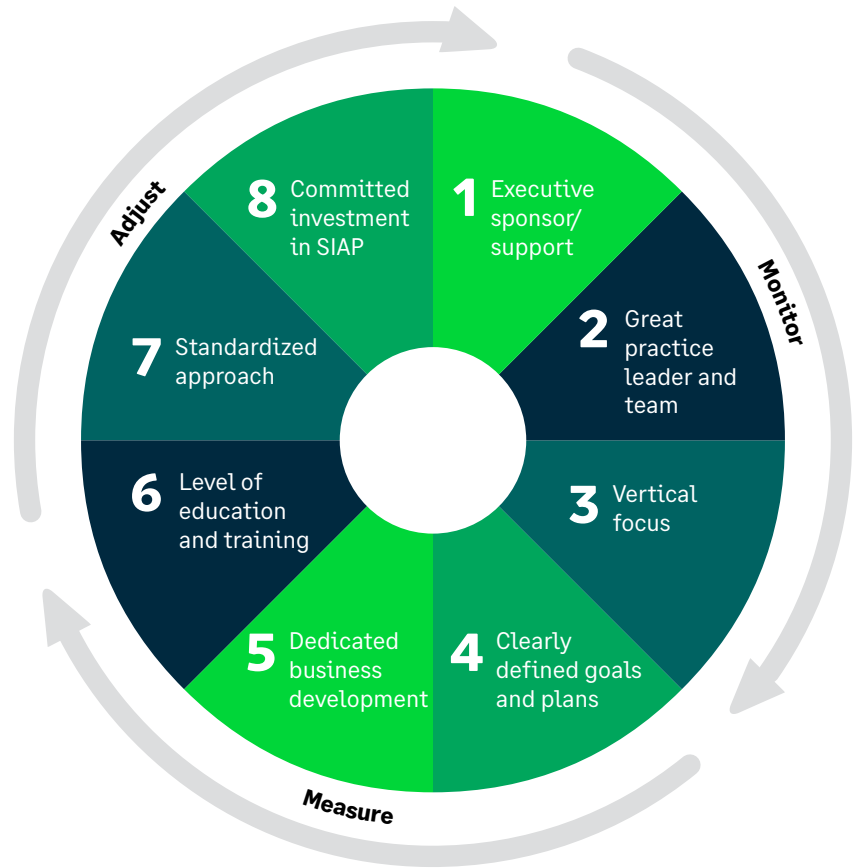 1 Executive
sponsor/
support
2 Great
practice
leader and
team
3 Vertical
focus
4 Clearly
defined goals
and plans
5 Dedicated
business
development
6 Level of
education
and training
7 Standardized
approach
8 Committed
investment
in SIAP
Monitor
Measure
Adjust